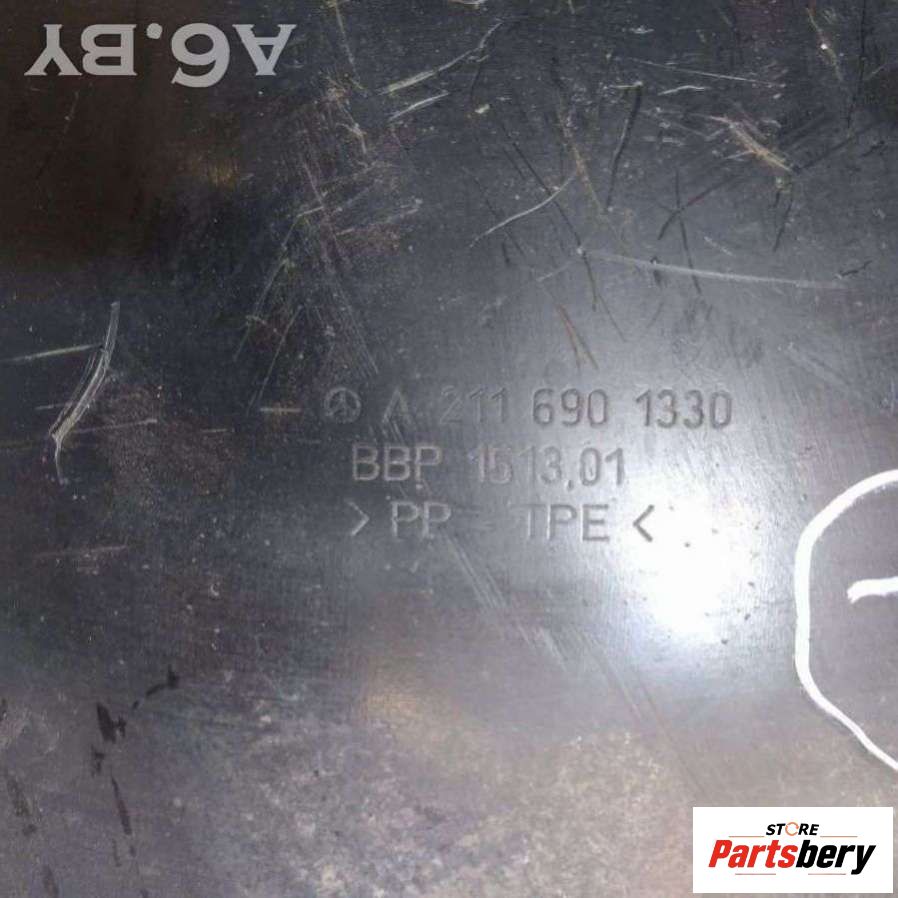 A6.BY
A 211 690 1330
BBP 1513,01
> PP - TPE <
STORE
Partsbery